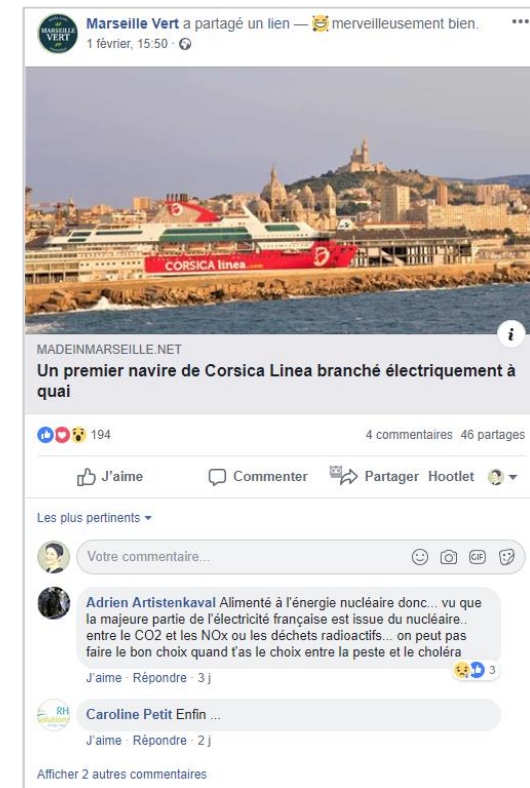 MARSEILLE
VERT
Marseille Vert a partagé un lien — 😄 merveilleusement bien.
1 février, 15:50 ·
CORSICA linea.com
MADEINMARSEILLE.NET
Un premier navire de Corsica Linea branché électriquement à
quai
194
4 commentaires 46 partages
J'aime
Commenter
Partager
Hootlet
Les plus pertinents
Votre commentaire...
GIF
Adrien Artistenkaval Alimenté à l'énergie nucléaire donc... vu que
la majeure partie de l'électricité française est issue du nucléaire..
entre le CO2 et les NOx ou les déchets radioactifs... on peut pas
faire le bon choix quand t'as le choix entre la peste et le choléra
3
J'aime · Répondre · 3 j
RH
Solutions
Caroline Petit Enfin ...
J'aime · Répondre · 2 j
Afficher 2 autres commentaires